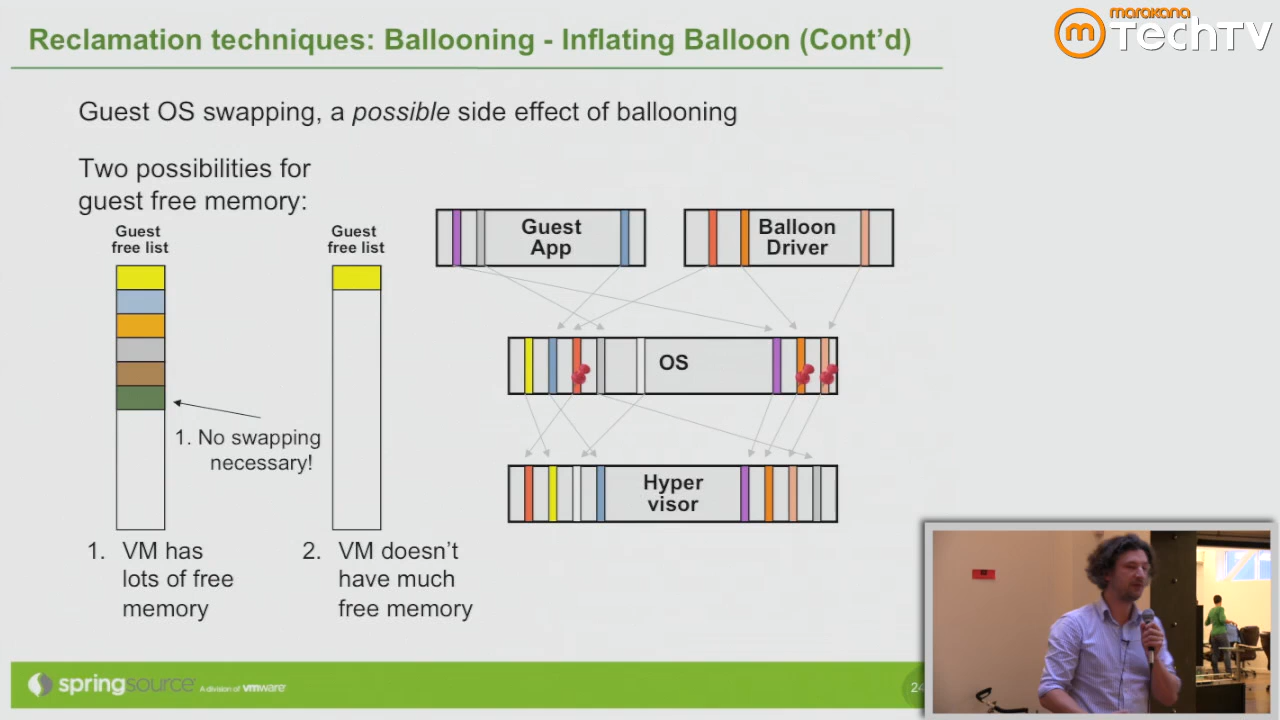 Reclamation techniques: Ballooning - Inflating Balloon (Cont'd)
marakana
TechTV
Guest OS swapping, a possible side effect of ballooning
Two possibilities for
guest free memory:
Guest
free list
Guest
free list
Guest
App
Balloon
Driver
OS
1. No swapping
necessary!
Hyper
visor
1. VM has
lots of free
memory
2. VM doesn't
have much
free memory
springsource A division of vmware
24